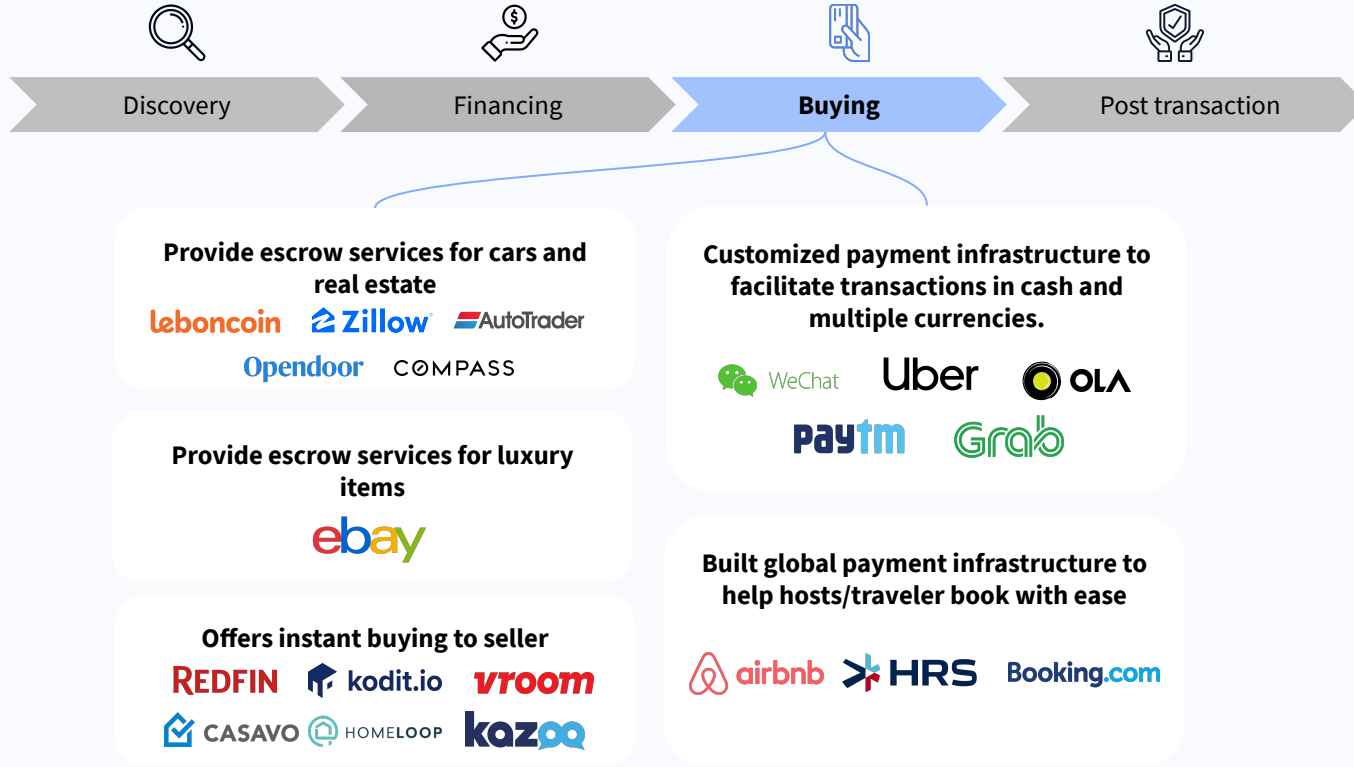 $
Discovery
Financing
Buying
Post transaction
Provide escrow services for cars and
real estate
leboncoin
Zillow
AutoTrader
Opendoor
COMPASS
Provide escrow services for luxury
items
ebay
Offers instant buying to seller
REDFIN
kodit.io
vroom
CASAVO
HOMELOOP
kazoo
Customized payment infrastructure to
facilitate transactions in cash and
multiple currencies.
WeChat
Uber
OLA
paytm
Grab
Built global payment infrastructure to
help hosts/traveler book with ease
airbnb
HRS
Booking.com